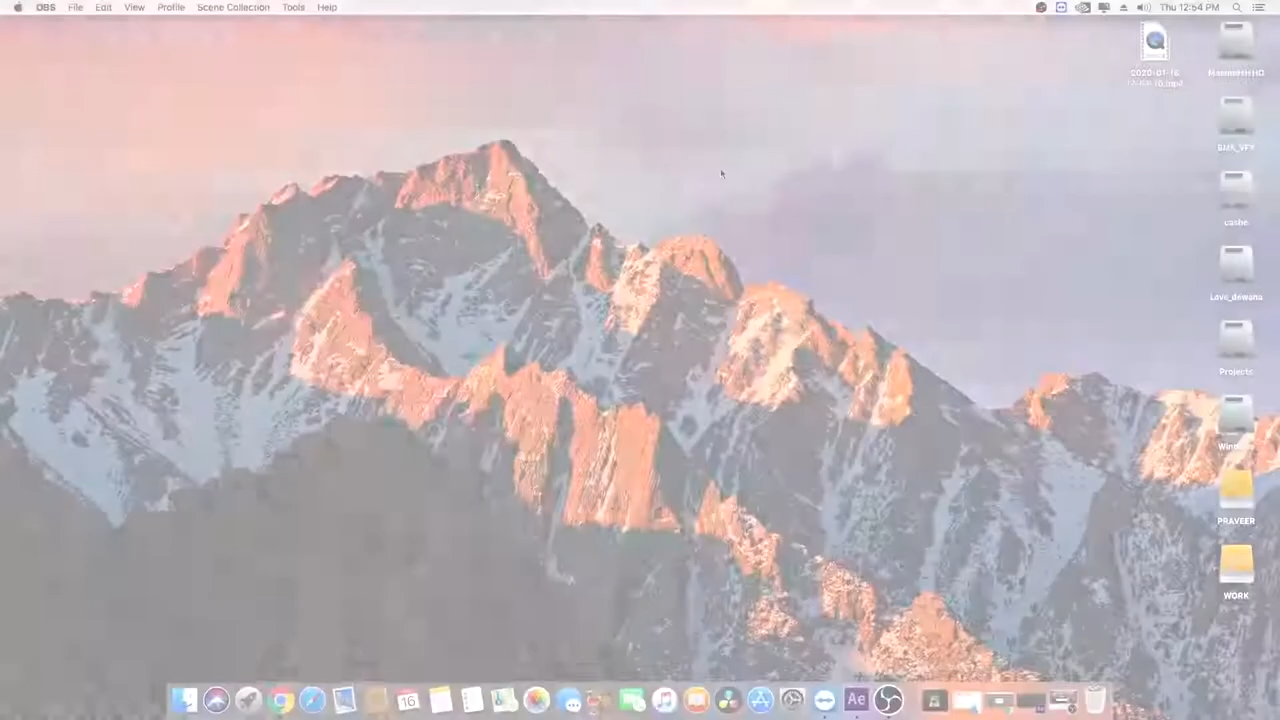 OBS File Edit View Profile Scene Collection Tools Help
Thu 12:54 PM
2020-01-16
cashe
Love_dewana
Projects
PRAVEER
WORK
16
Ae